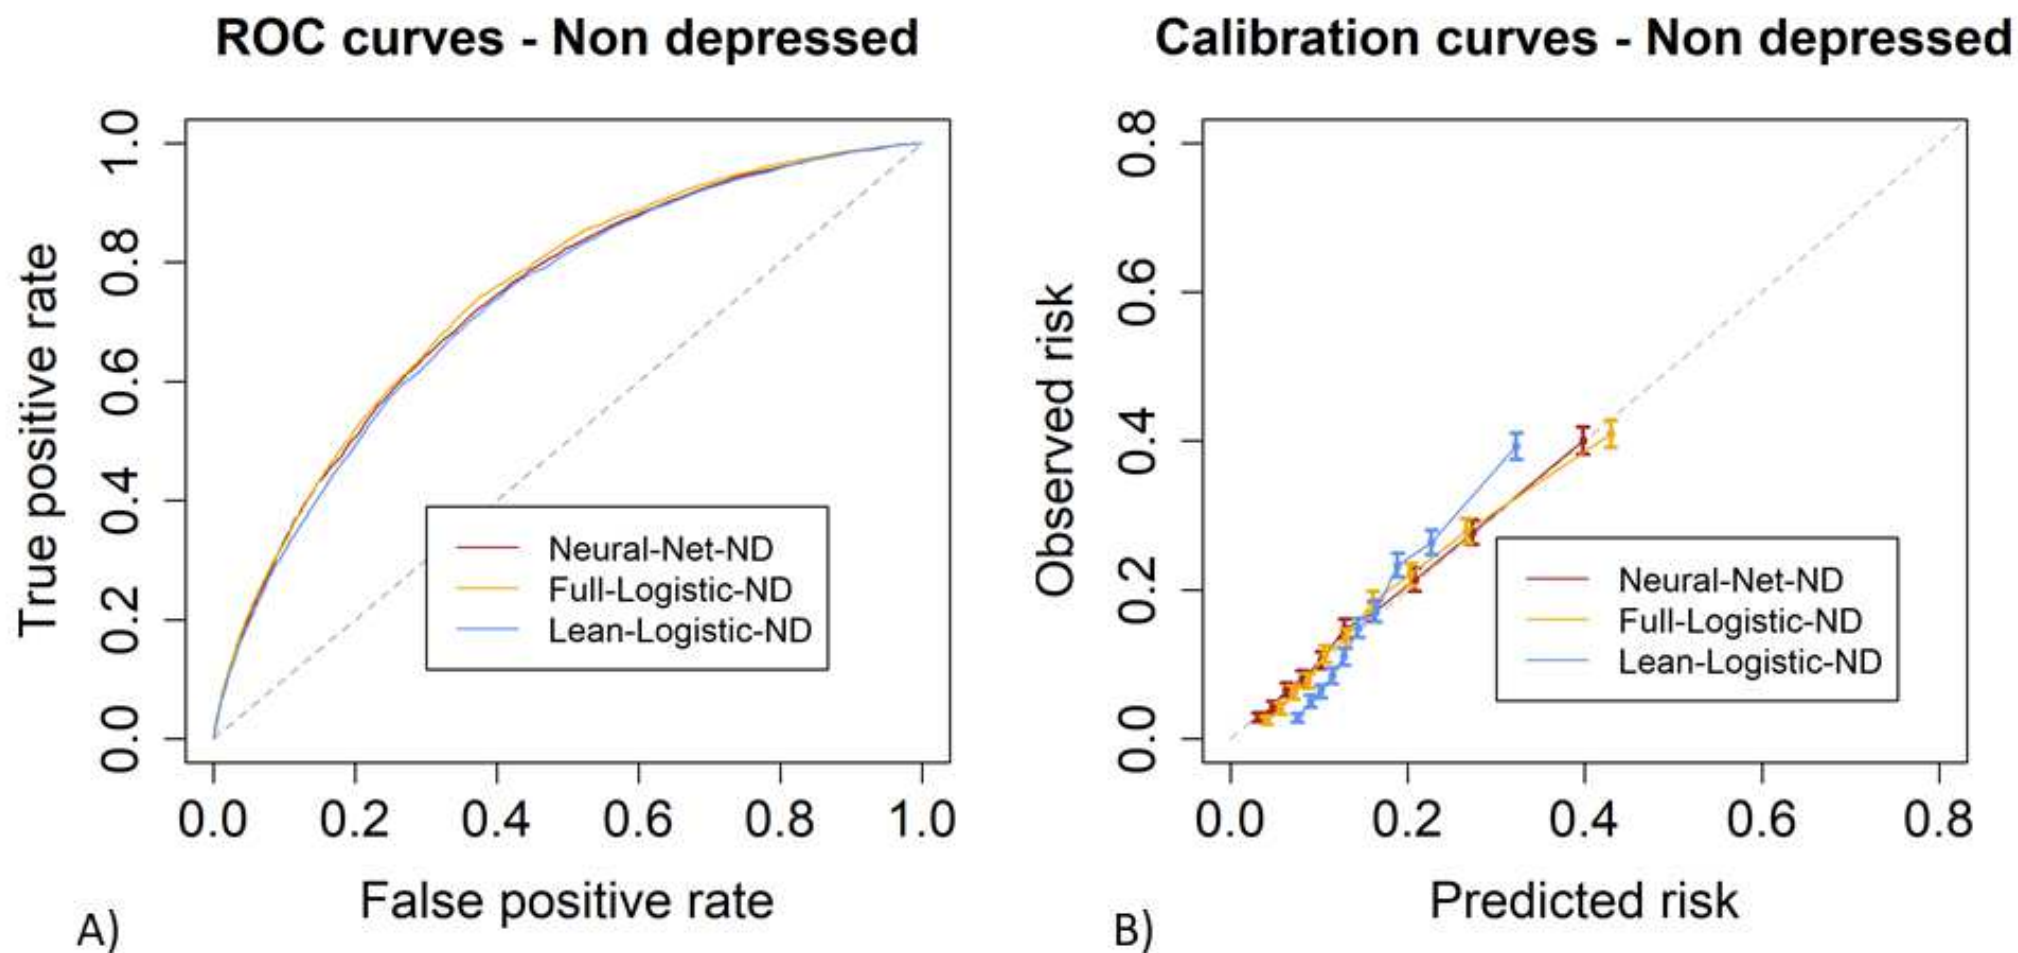 ROC curves - Non depressed
True positive rate
1.0
0.8
0.6
0.4
0.2
0.0
Neural-Net-ND
Full-Logistic-ND
Lean-Logistic-ND
0.0 0.2 0.4 0.6 0.8 1.0
False positive rate
A)
Calibration curves - Non depressed
Observed risk
0.8
0.6
0.4
0.2
0.0
Neural-Net-ND
Full-Logistic-ND
Lean-Logistic-ND
0.0 0.2 0.4 0.6 0.8
Predicted risk
B)